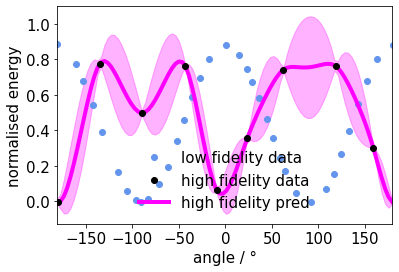 normalised energy
1.0
0.8
0.6
0.4
0.2
0.0
low fidelity data
high fidelity data
high fidelity pred
−150 −100 −50 0 50 100 150
angle / °